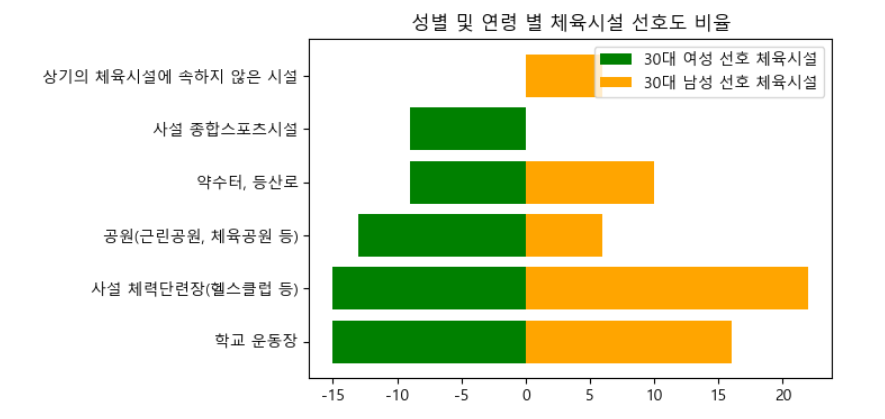 성별 및 연령 별 체육시설 선호도 비율
30대 여성 선호 체육시설
30대 남성 선호 체육시설
상기의 체육시설에 속하지 않은 시설
사설 종합스포츠시설
약수터, 등산로
공원(근린공원, 체육공원 등)
사설 체력단련장(헬스클럽 등)
학교 운동장
-15 -10 -5 0 5 10 15 20